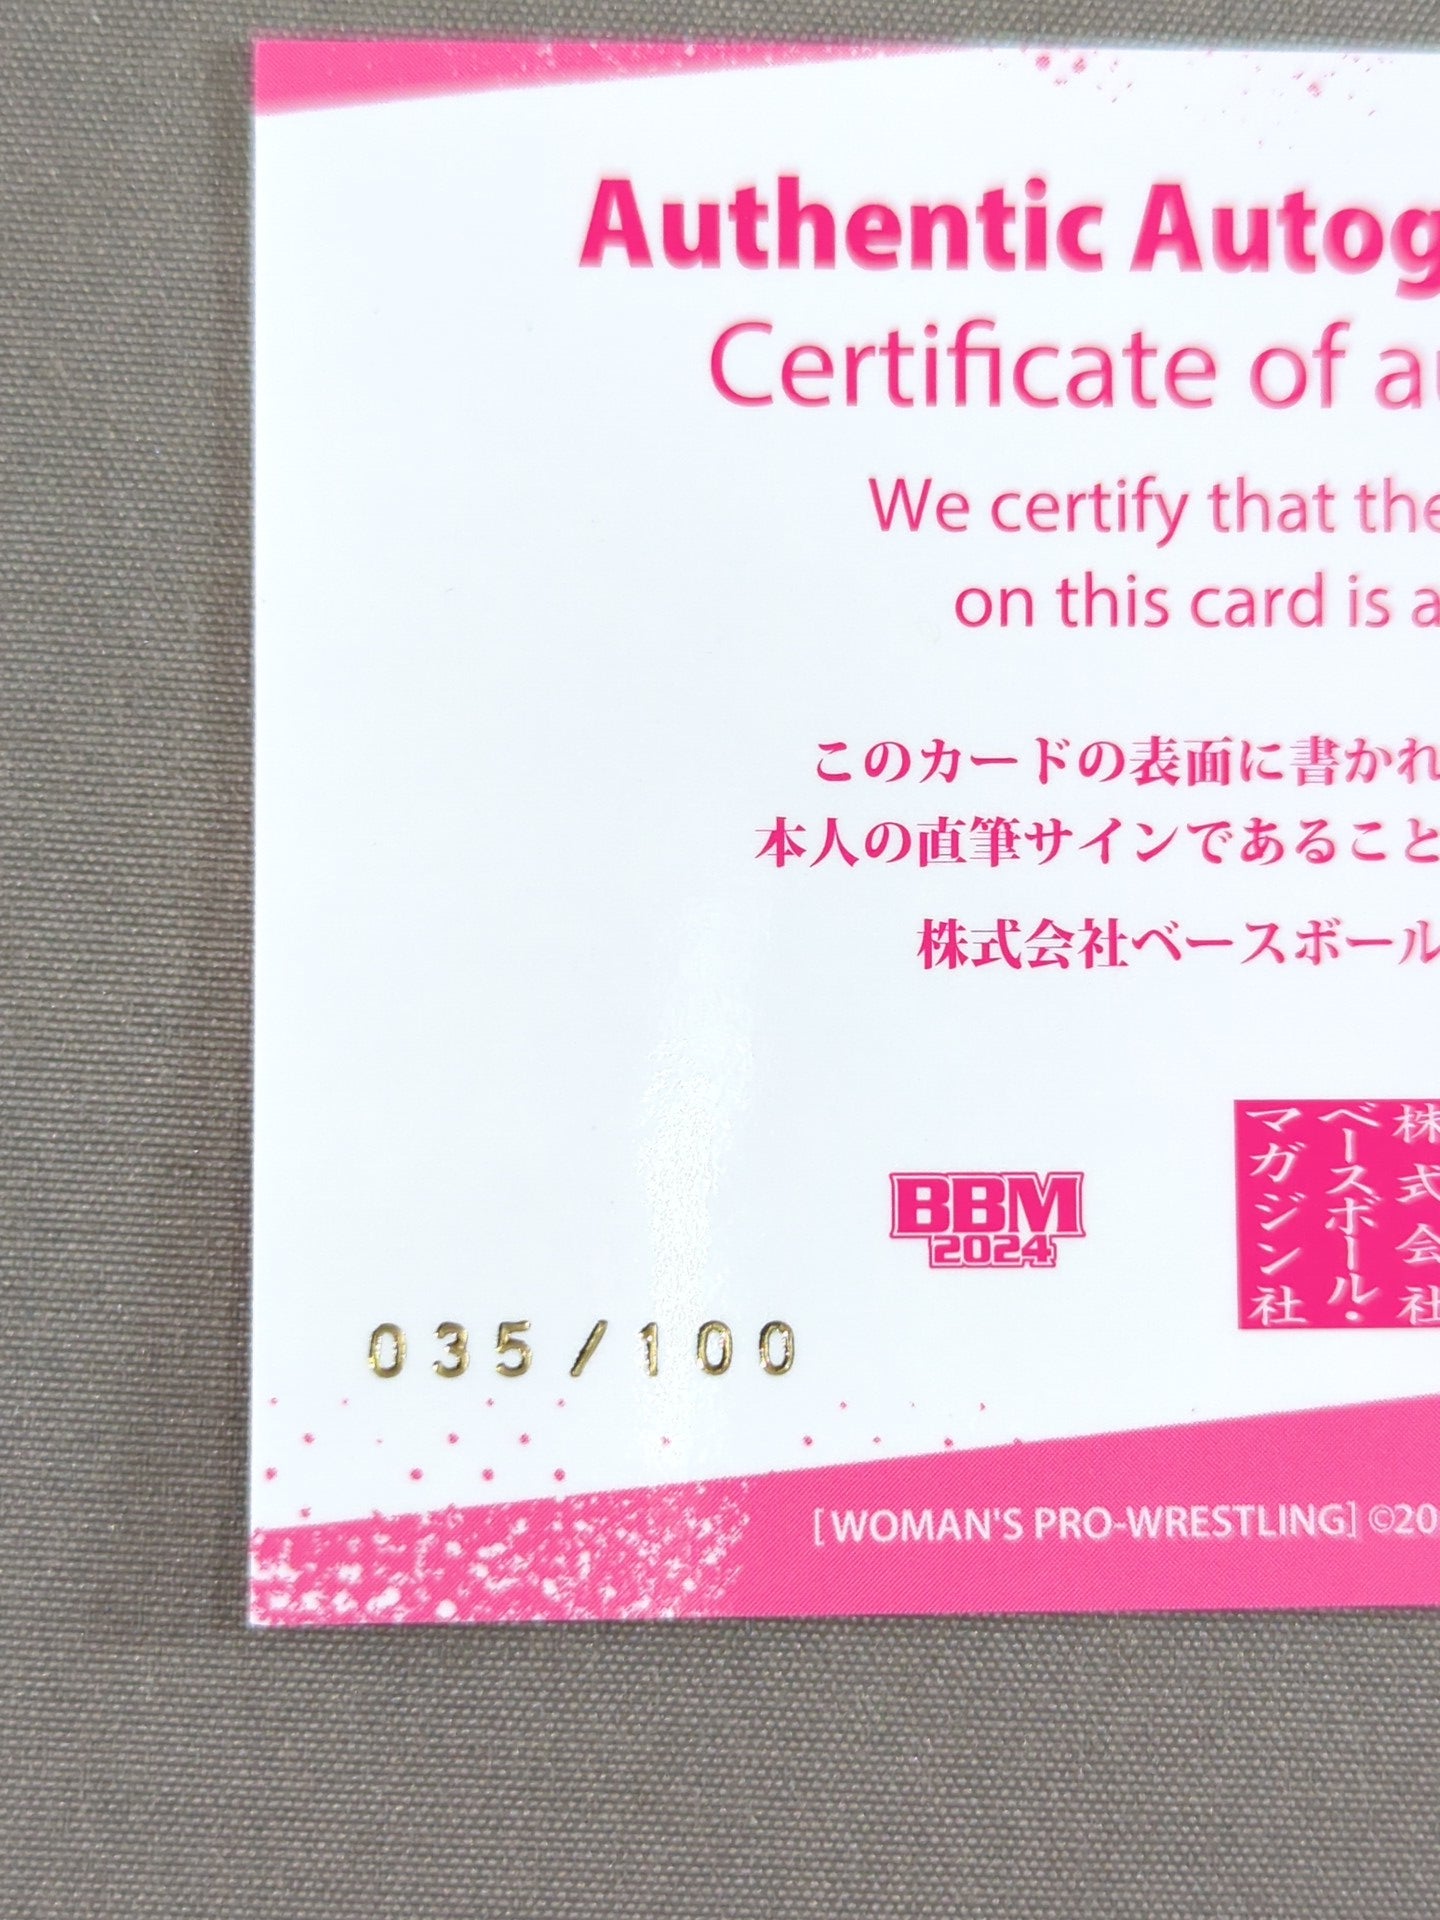 Authentic Autog
Certificate of au
We certify that the
on this card is a
このカードの表面に書かれ
本人の直筆サインであること
株式会社ベースボール
BBM
2024
株式会社
ベースボール・
マガジン社
035/100
[WOMAN'S PRO-WRESTLING] ©20